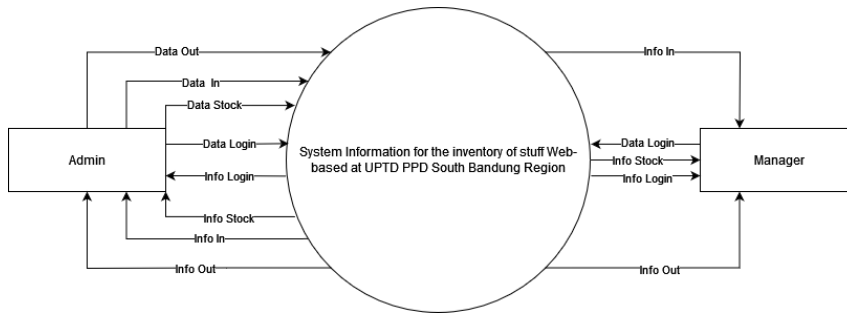 Data Out
Info In
Data In
Data Stock
Admin
Data Login
System Information for the inventory of stuff Web-
based at UPTD PPD South Bandung Region
Data Login
Info Stock
Manager
Info Login
Info Login
Info Stock
Info In
Info Out
Info Out